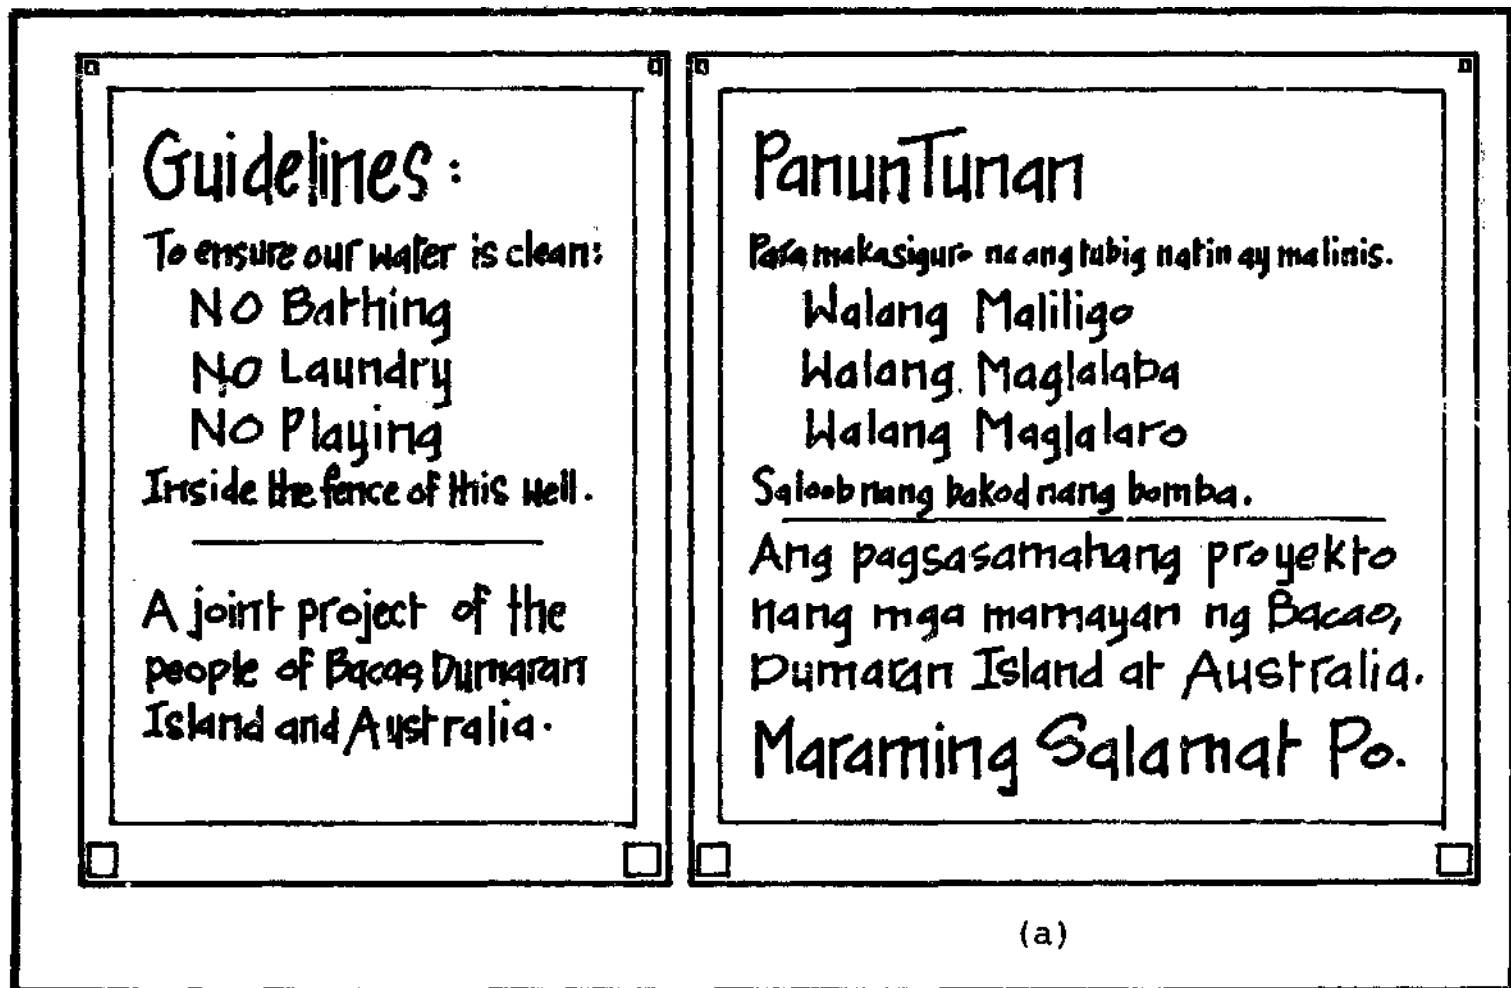 Guidelines :
To ensure our water is clean:
NO Bathing
NO Laundry
NO Playing
Inside the fence of this well.
A joint project of the
people of Bacao, Dumaran
Island and Australia.
PanunTunan
Para makasiguro na ang tubig natin ay malinis.
Walang Maliligo
Walang Maglalaba
Walang Maglalaro
Saloob nang bakod nang bomba.
Ang pagsasamahang proyekto
nang mga mamayan ng Bacao,
Dumaran Island at Australia.
Maraming Salamat Po.
(a)